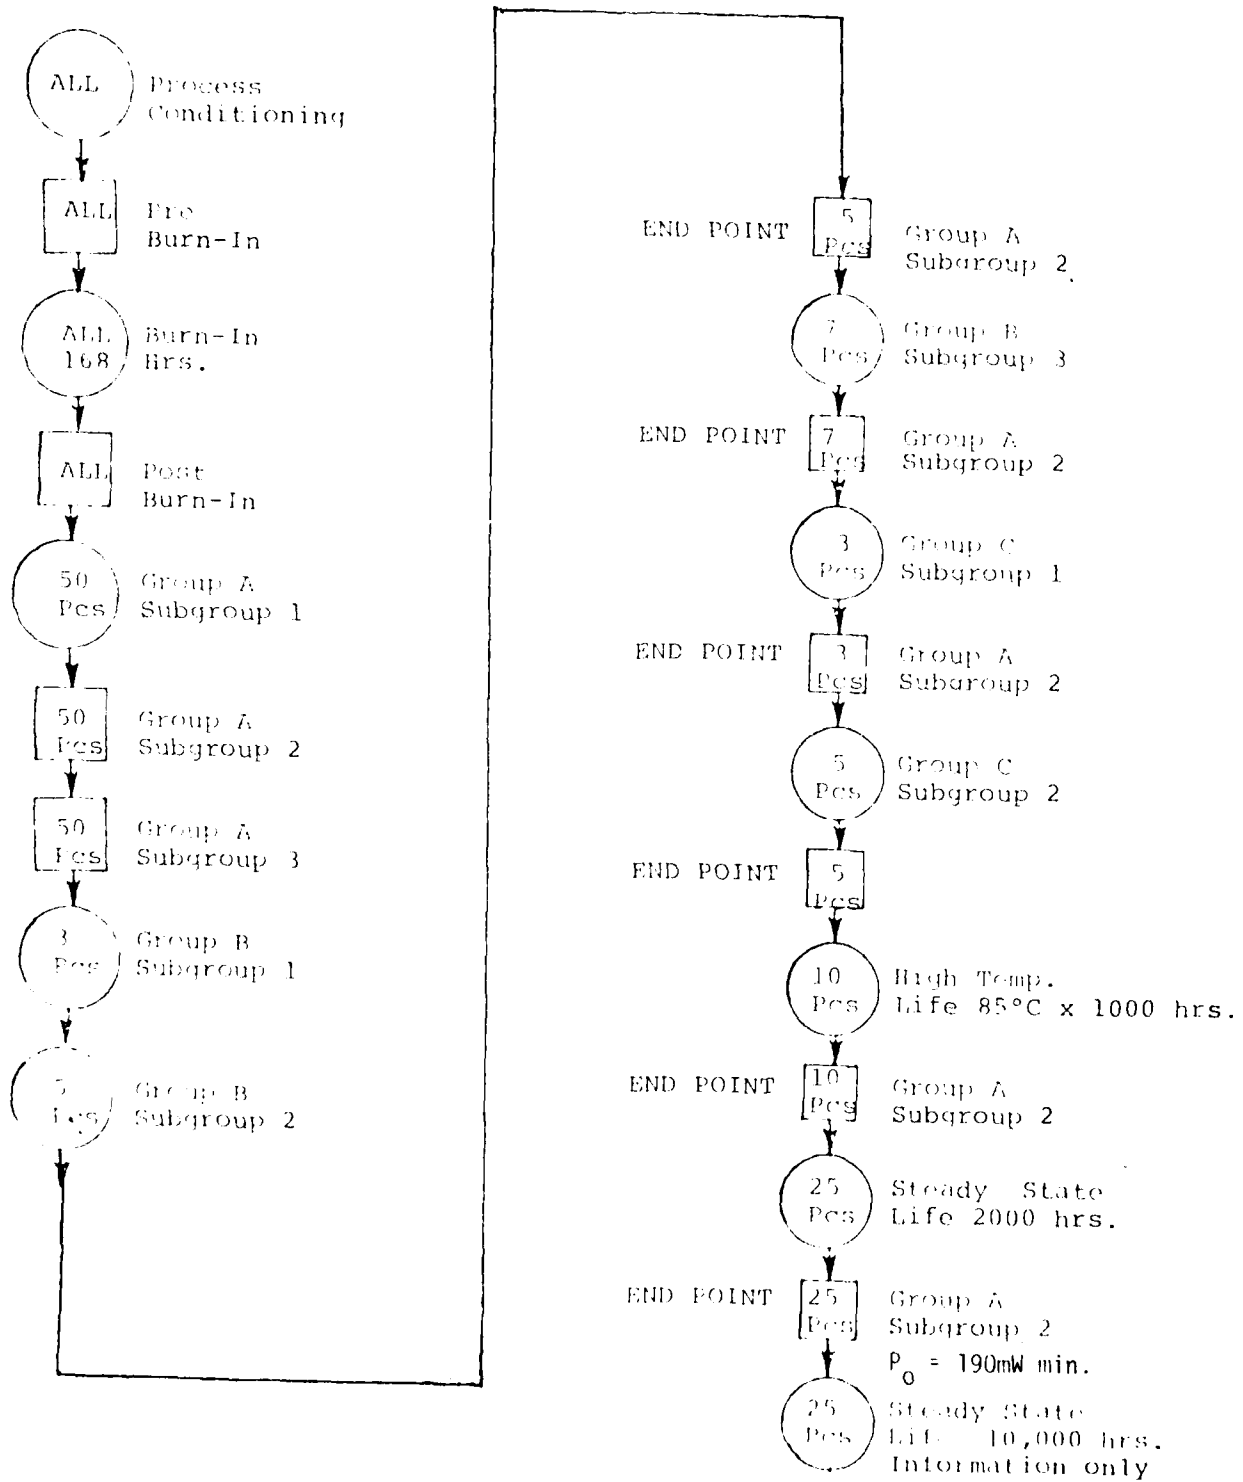 ALL
Process
Conditioning
ALL
Pre
Burn-In
ALL
168
Burn-In
Hrs.
ALL
Post
Burn-In
50
Pcs
Group A
Subgroup 1
50
Pcs
Group A
Subgroup 2
50
Pcs
Group A
Subgroup 3
3
Pcs
Group B
Subgroup 1
5
Pcs
Group B
Subgroup 2
END POINT
5
Pcs
Group A
Subgroup 2
7
Pcs
Group B
Subgroup 3
END POINT
7
Pcs
Group A
Subgroup 2
3
Pcs
Group C
Subgroup 1
END POINT
3
Pcs
Group A
Subgroup 2
5
Pcs
Group C
Subgroup 2
END POINT
5
Pcs
10
Pcs
High Temp.
Life 85°C x 1000 hrs.
END POINT
10
Pcs
Group A
Subgroup 2
25
Pcs
Steady State
Life 2000 hrs.
END POINT
25
Pcs
Group A
Subgroup 2
P₀ = 190mW min.
25
Pcs
Steady State
Life 10,000 hrs.
Information only